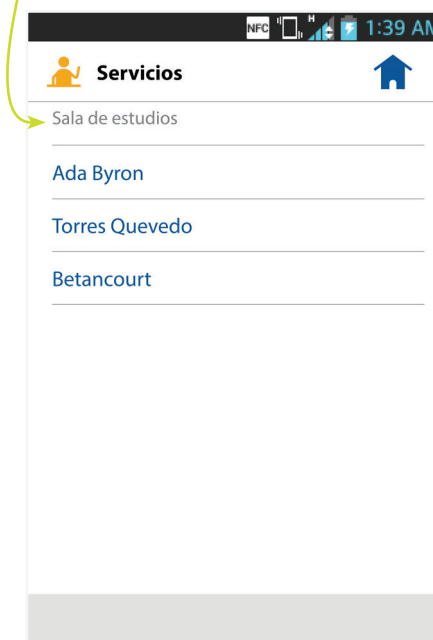 NFC H 1:39 AM
Servicios
Sala de estudios
Ada Byron
Torres Quevedo
Betancourt